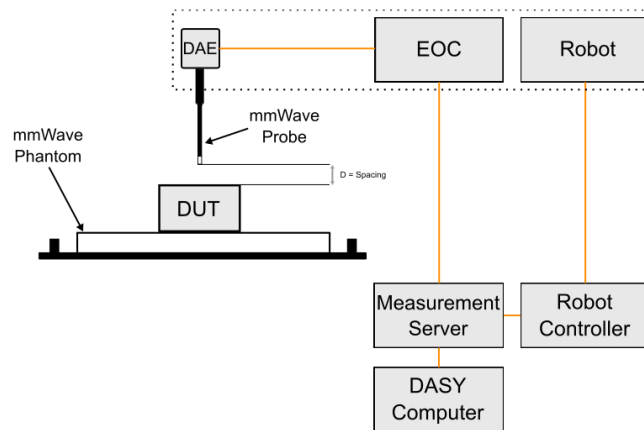 DAE
EOC
Robot
mmWave
Probe
mmWave
Phantom
D = Spacing
DUT
Measurement
Server
Robot
Controller
DASY
Computer